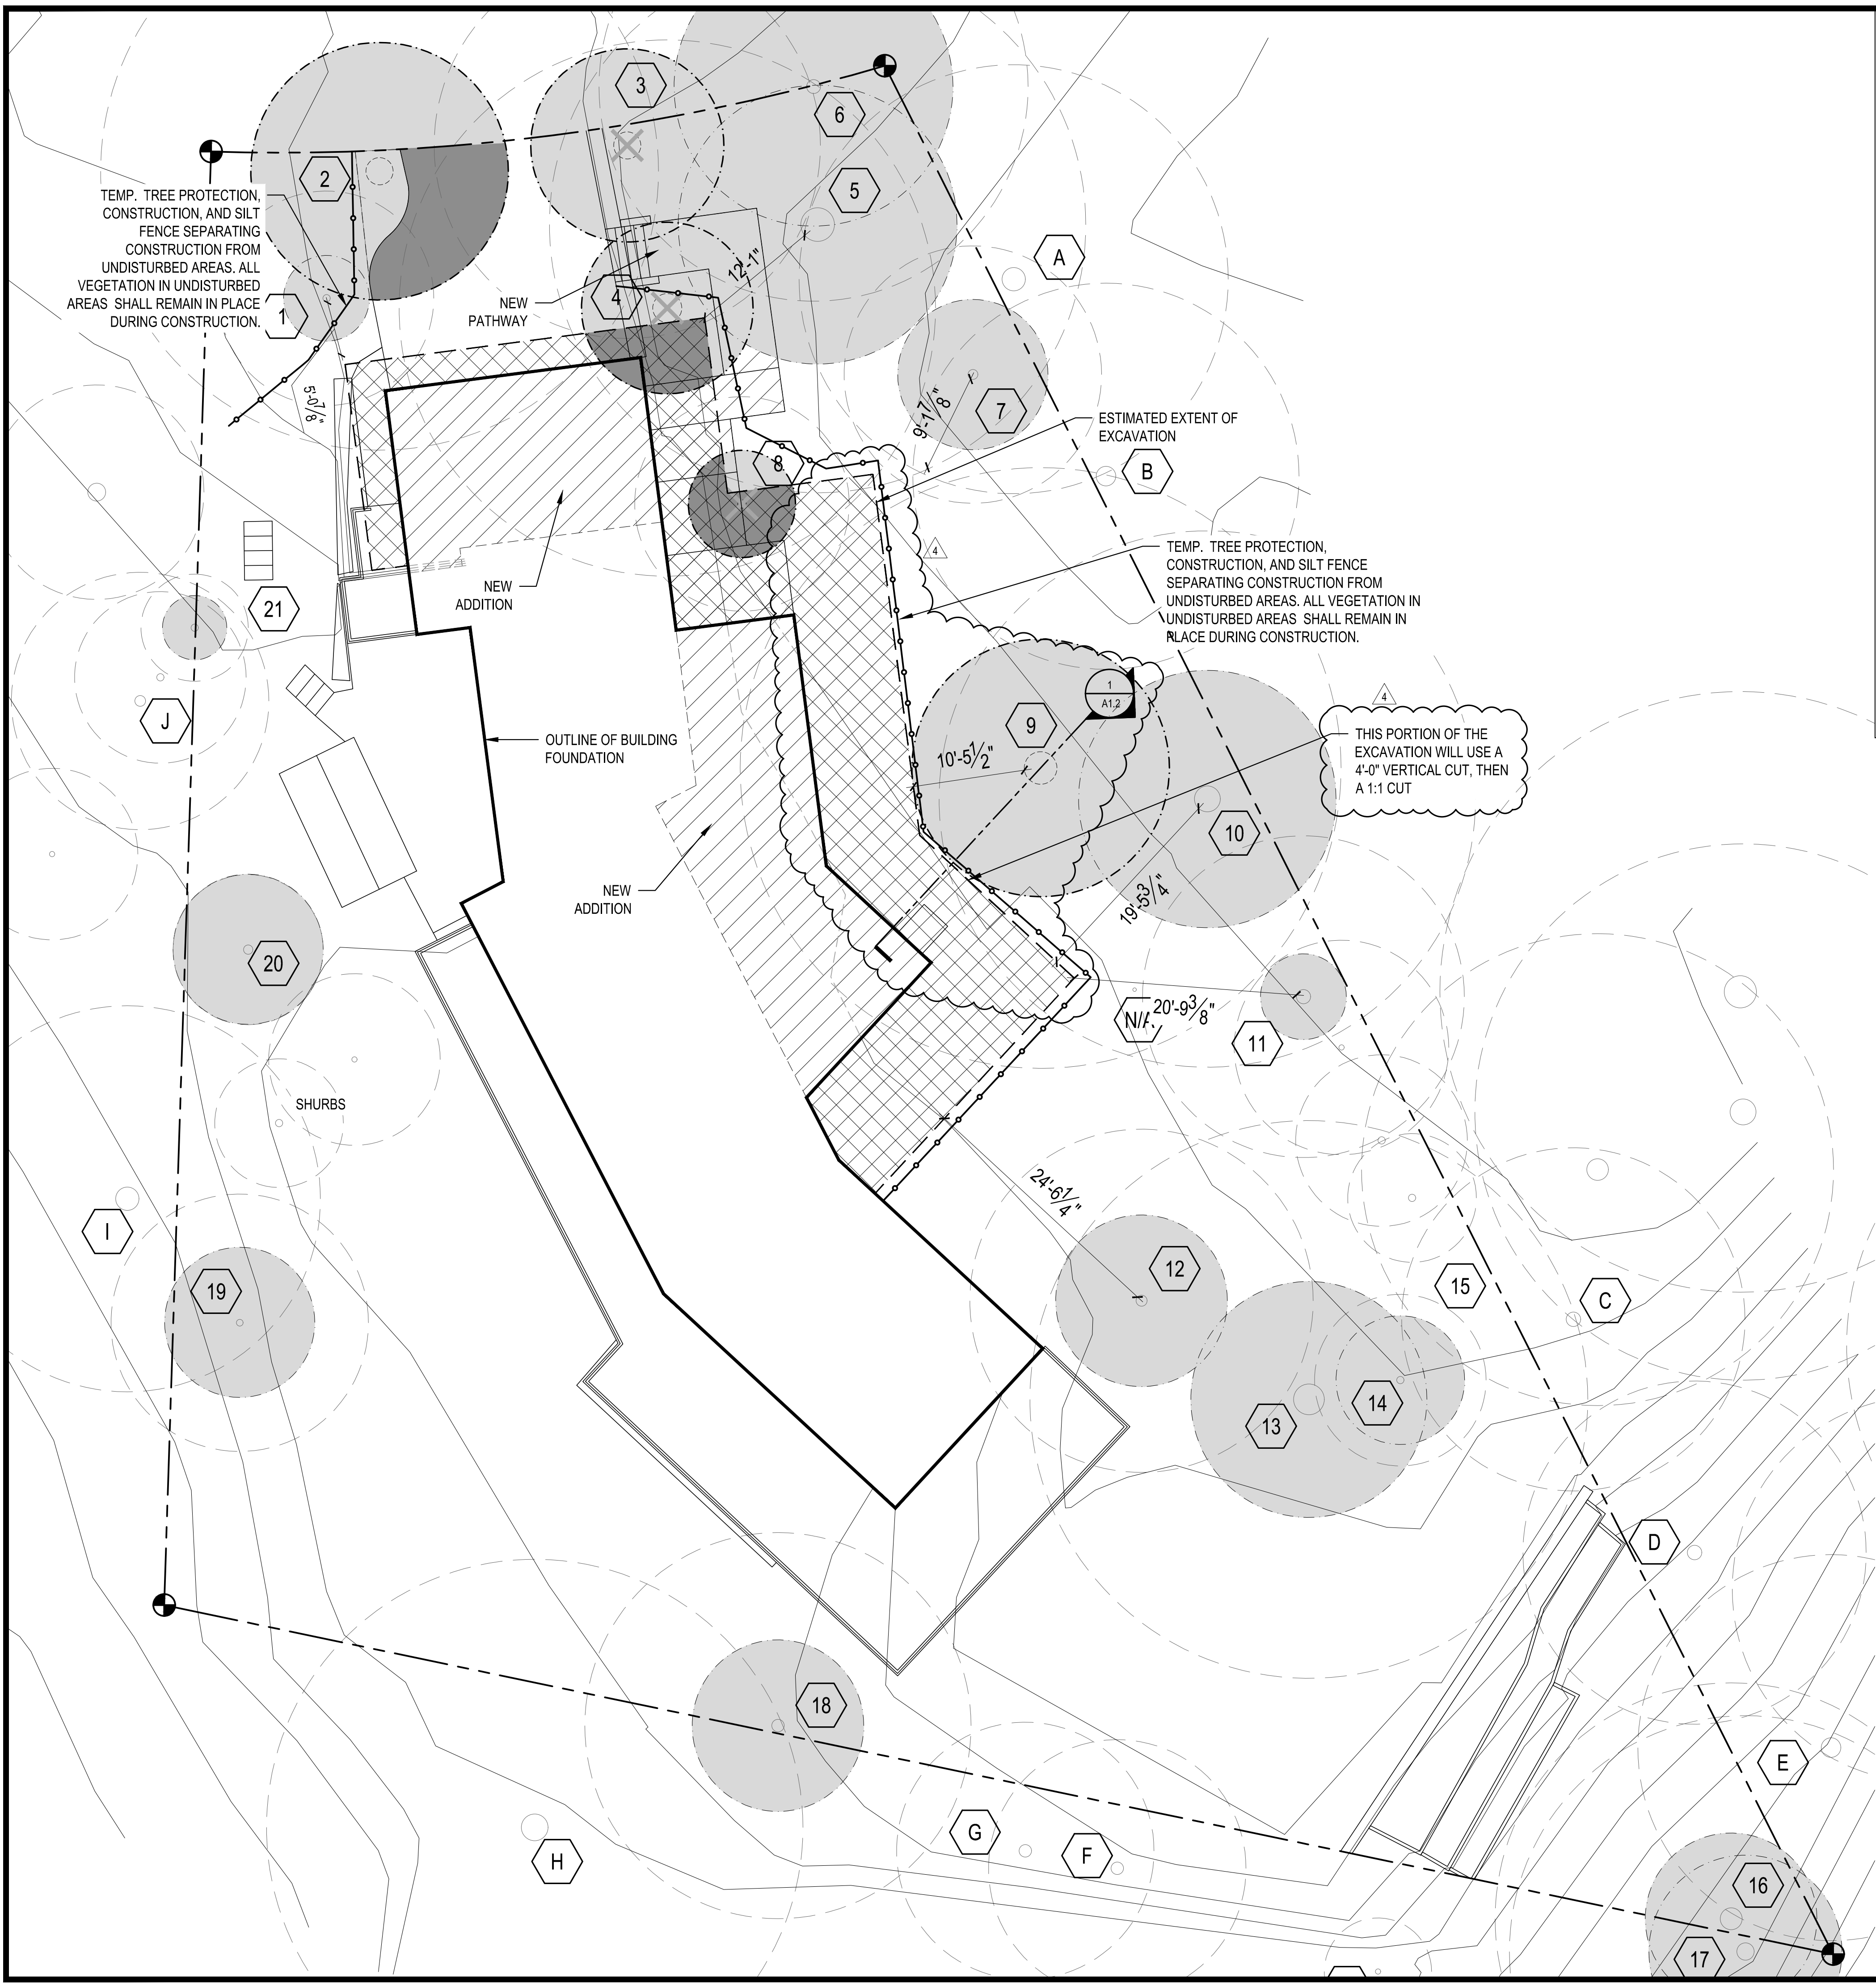 3
6
2
5
TEMP. TREE PROTECTION,
CONSTRUCTION, AND SILT
FENCE SEPARATING
CONSTRUCTION FROM
UNDISTURBED AREAS. ALL
VEGETATION IN UNDISTURBED
AREAS SHALL REMAIN IN PLACE
DURING CONSTRUCTION.
A
12'-1"
4
1
NEW
PATHWAY
5'-0 7/8"
9'-1 7/8"
7
ESTIMATED EXTENT OF
EXCAVATION
8
B
4
TEMP. TREE PROTECTION,
CONSTRUCTION, AND SILT FENCE
SEPARATING CONSTRUCTION FROM
UNDISTURBED AREAS. ALL VEGETATION IN
UNDISTURBED AREAS SHALL REMAIN IN
PLACE DURING CONSTRUCTION.
NEW
ADDITION
21
1
A1.2
4
J
9
OUTLINE OF BUILDING
FOUNDATION
10'-5 1/2"
THIS PORTION OF THE
EXCAVATION WILL USE A
4'-0" VERTICAL CUT, THEN
A 1:1 CUT
10
NEW
ADDITION
19'-5 3/4"
20
N/A
20'-9 3/8"
11
SHURBS
24'-6 1/4"
I
12
19
15
C
14
13
D
18
E
G
F
H
16
17